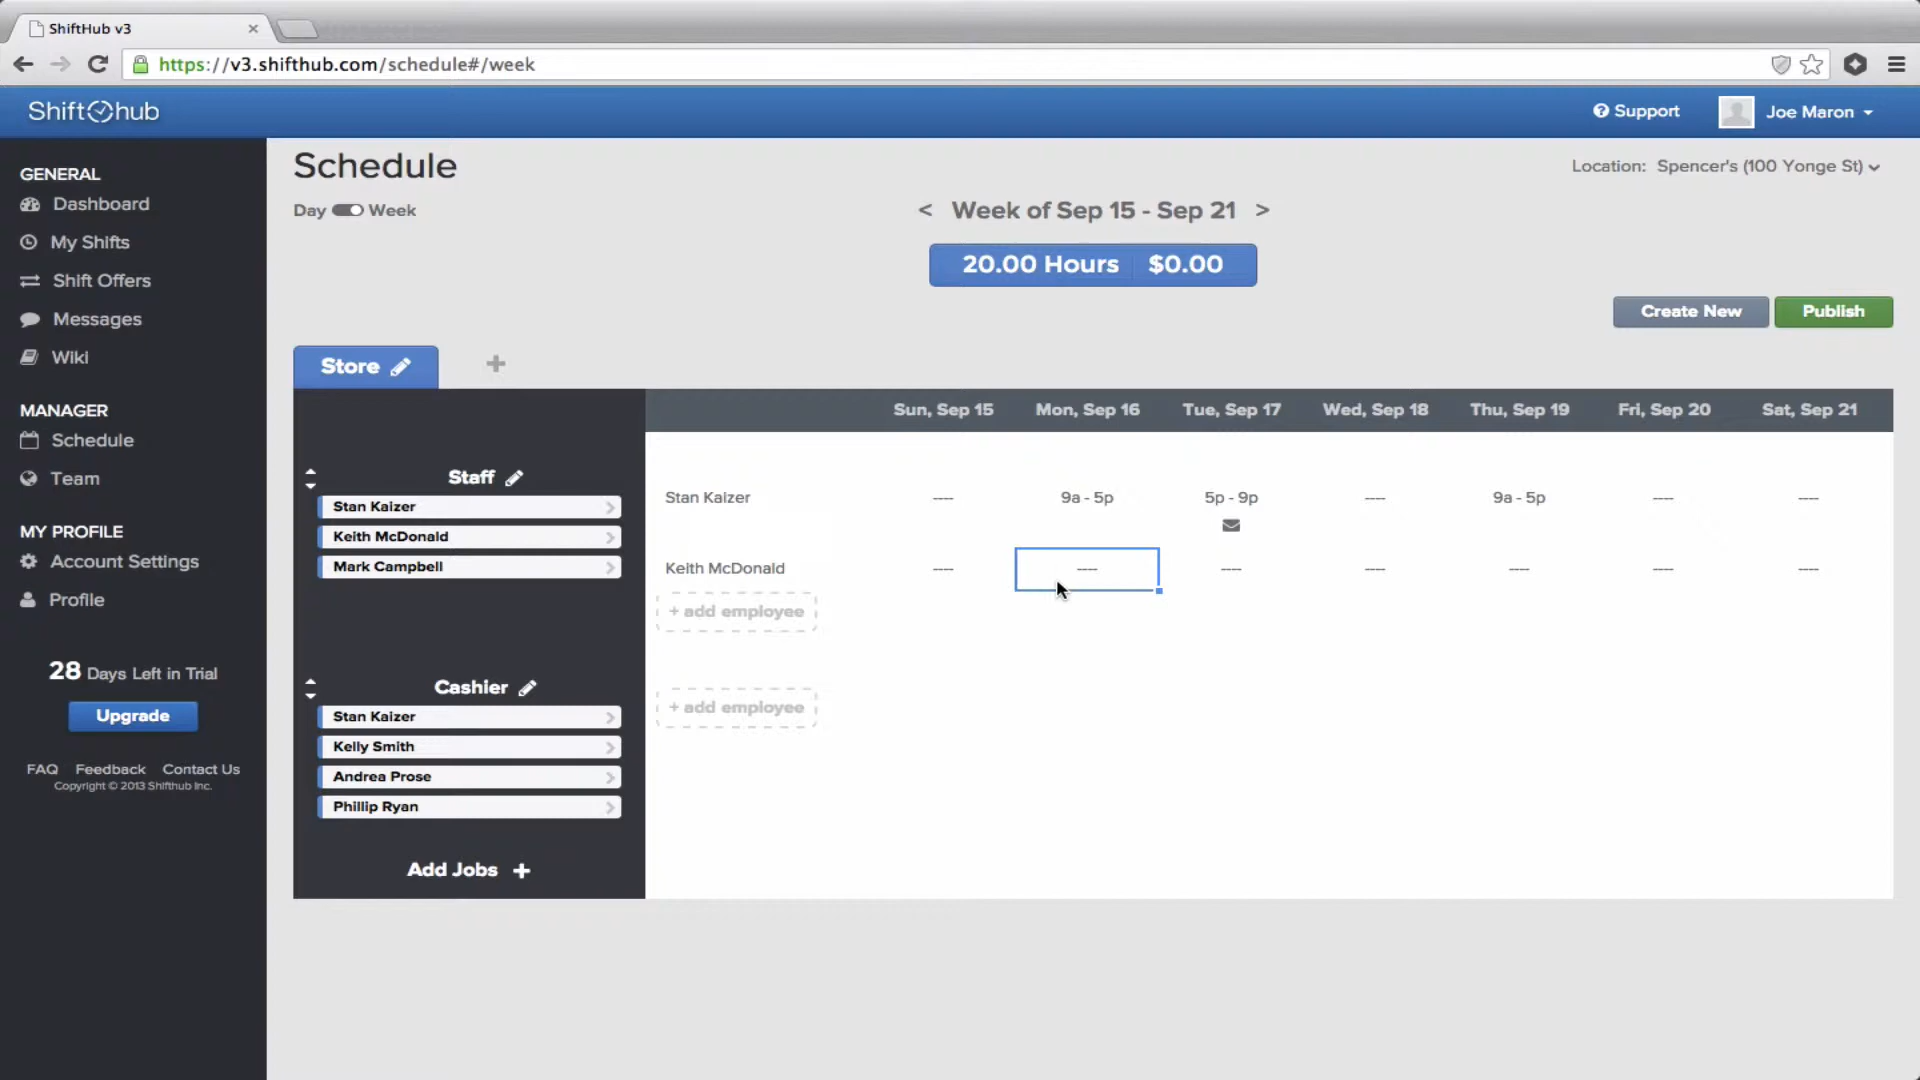 ShiftHub v3
https://v3.shifthub.com/schedule#/week
Shift hub
Support
Joe Maron
GENERAL
Dashboard
My Shifts
Shift Offers
Messages
Wiki
MANAGER
Schedule
Team
MY PROFILE
Account Settings
Profile
28 Days Left in Trial
Upgrade
FAQ Feedback Contact Us
Copyright © 2013 Shifthub Inc.
Schedule
Location: Spencer's (100 Yonge St)
Day Week
< Week of Sep 15 - Sep 21 >
20.00 Hours $0.00
Create New Publish
Store +
Sun, Sep 15 Mon, Sep 16 Tue, Sep 17 Wed, Sep 18 Thu, Sep 19 Fri, Sep 20 Sat, Sep 21
Staff
Stan Kaizer
Keith McDonald
Mark Campbell
Stan Kaizer ---- 9a - 5p 5p - 9p ---- 9a - 5p ---- ----
Keith McDonald ---- ---- ---- ---- ---- ---- ----
+ add employee
Cashier
Stan Kaizer
Kelly Smith
Andrea Prose
Phillip Ryan
+ add employee
Add Jobs +